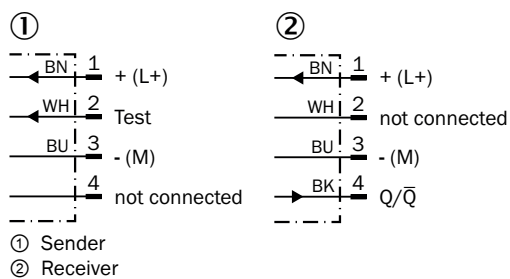 ①
BN 1 + (L+)
WH 2 Test
BU 3 - (M)
4 not connected
②
BN 1 + (L+)
WH 2 not connected
BU 3 - (M)
BK 4 Q/Q̅
① Sender
② Receiver